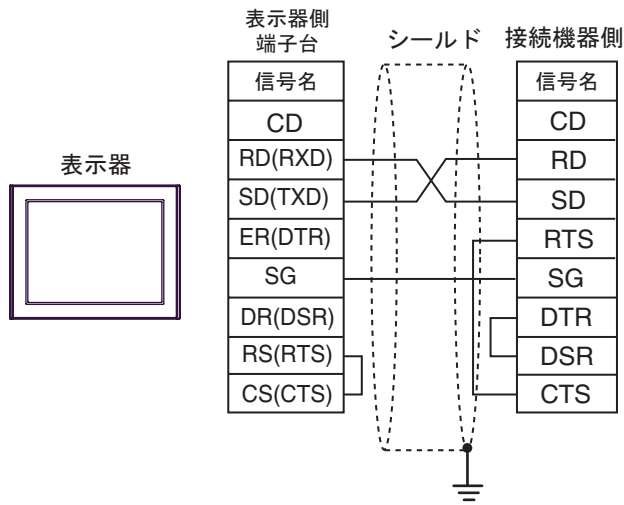 表示器
表示器側
端子台
信号名
CD
RD(RXD)
SD(TXD)
ER(DTR)
SG
DR(DSR)
RS(RTS)
CS(CTS)
シールド
接続機器側
信号名
CD
RD
SD
RTS
SG
DTR
DSR
CTS